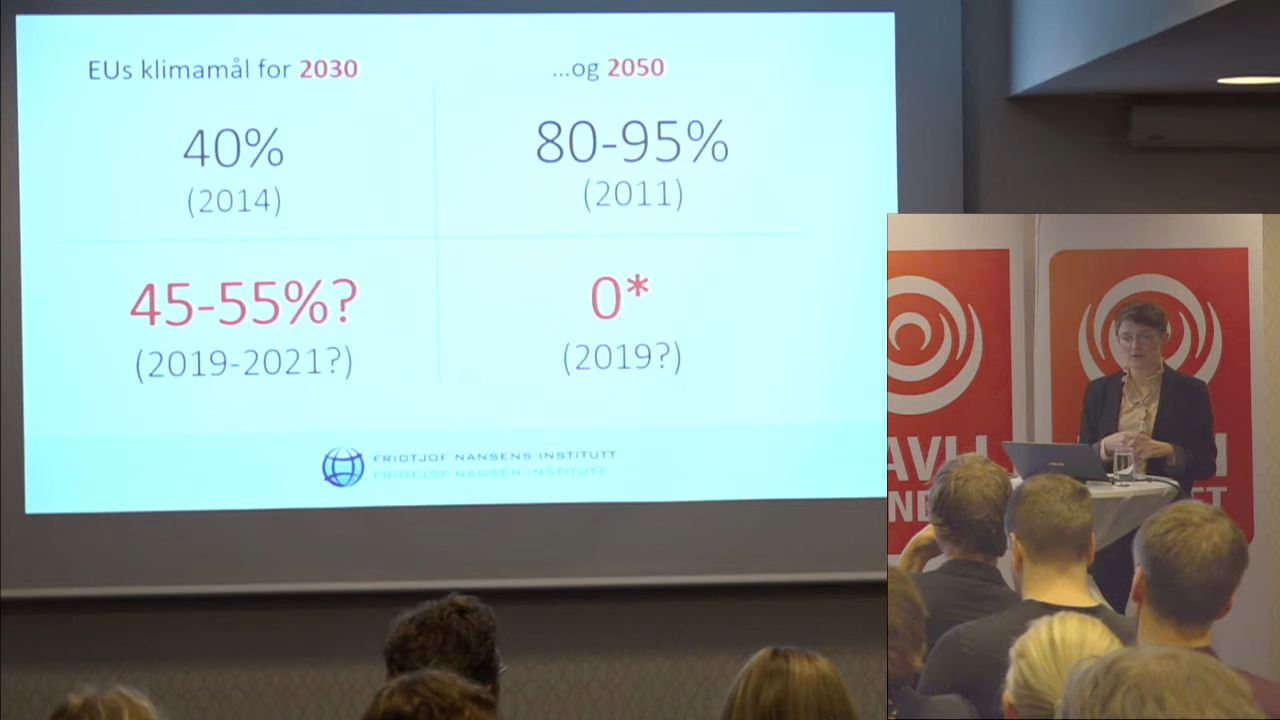 EUs klimamål for 2030
40%
(2014)
45-55%?
(2019-2021?)
...og 2050
80-95%
(2011)
0*
(2019?)
FRIDTJOF NANSENS INSTITUTT
FRIDTJOF NANSEN INSTITUTE